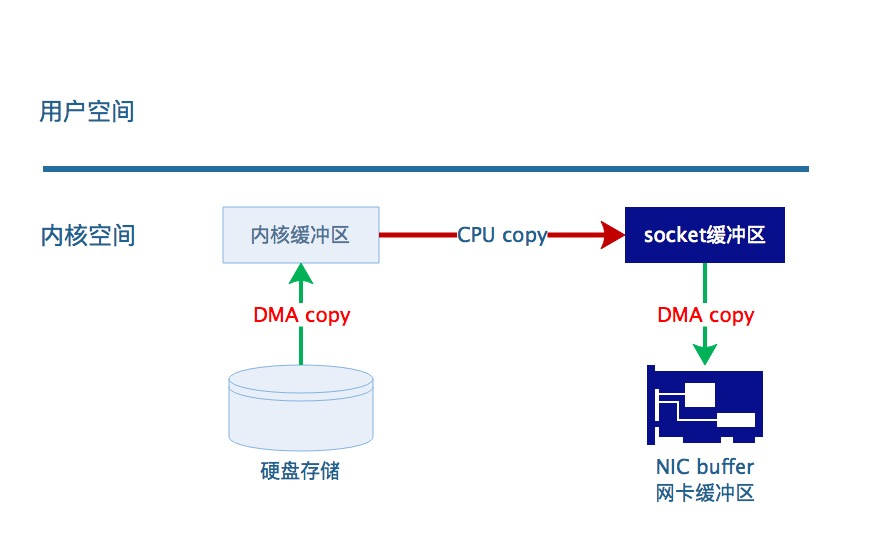 用户空间
内核空间
内核缓冲区
CPU copy
socket缓冲区
DMA copy
DMA copy
硬盘存储
NIC buffer
网卡缓冲区